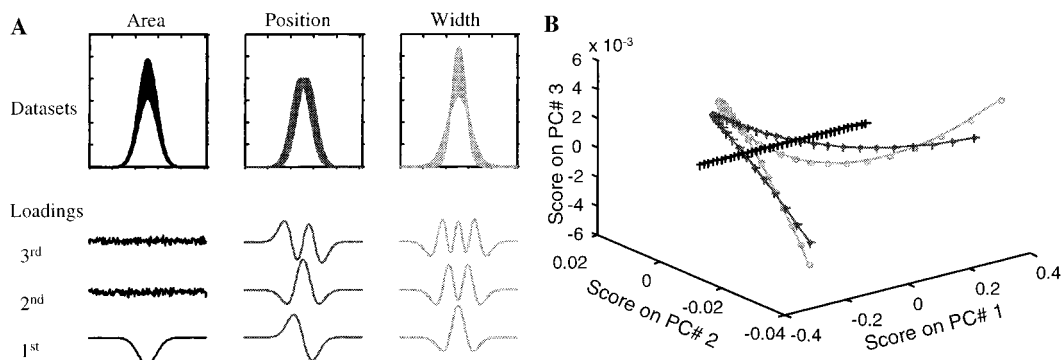 A
Area
Position
Width
Datasets
Loadings
3rd
2nd
1st
B
x 10-3
6
4
2
0
-2
-4
-6
Score on PC# 3
0.02
0
-0.02
-0.04
Score on PC# 2
-0.4
-0.2
0
0.2
0.4
Score on PC# 1